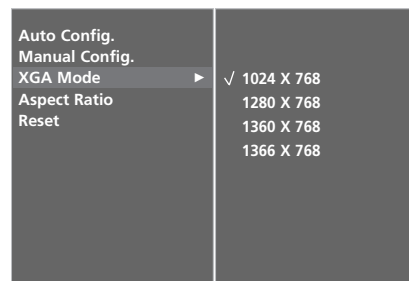 Auto Config.
Manual Config.
XGA Mode ►
Aspect Ratio
Reset
√ 1024 X 768
1280 X 768
1360 X 768
1366 X 768